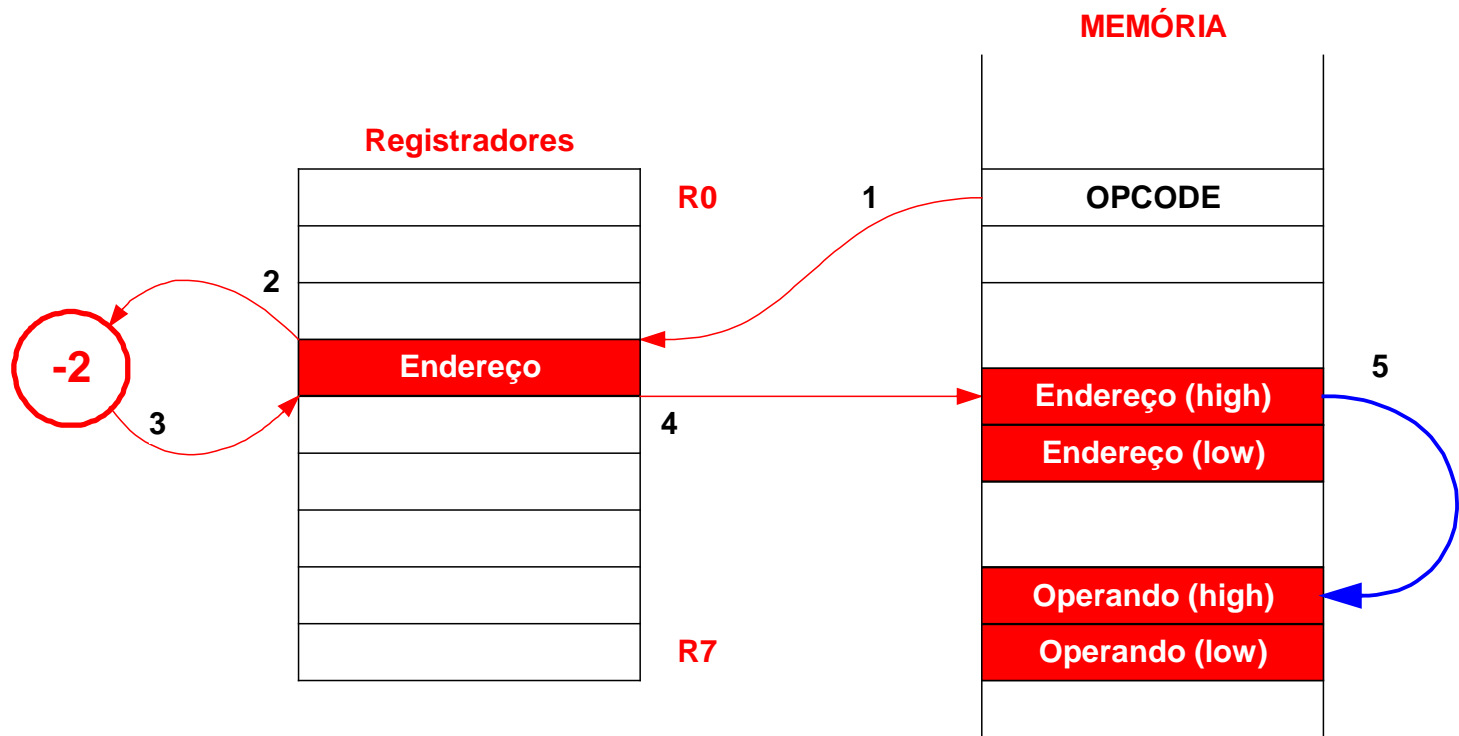 MEMÓRIA
Registradores
R0
1
OPCODE
2
-2
Endereço
3
4
Endereço (high)
5
Endereço (low)
Operando (high)
R7
Operando (low)